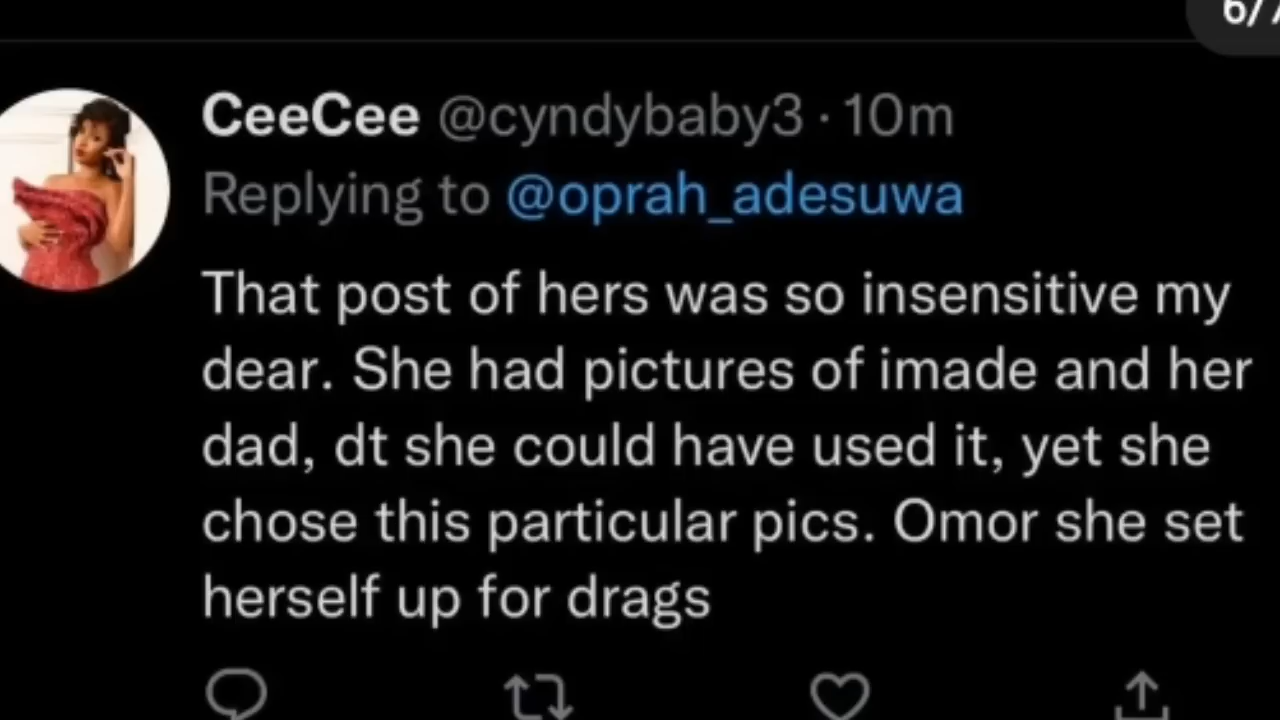 6/7
CeeCee @cyndybaby3 · 10m
Replying to @oprah_adesuwa
That post of hers was so insensitive my
dear. She had pictures of imade and her
dad, dt she could have used it, yet she
chose this particular pics. Omor she set
herself up for drags